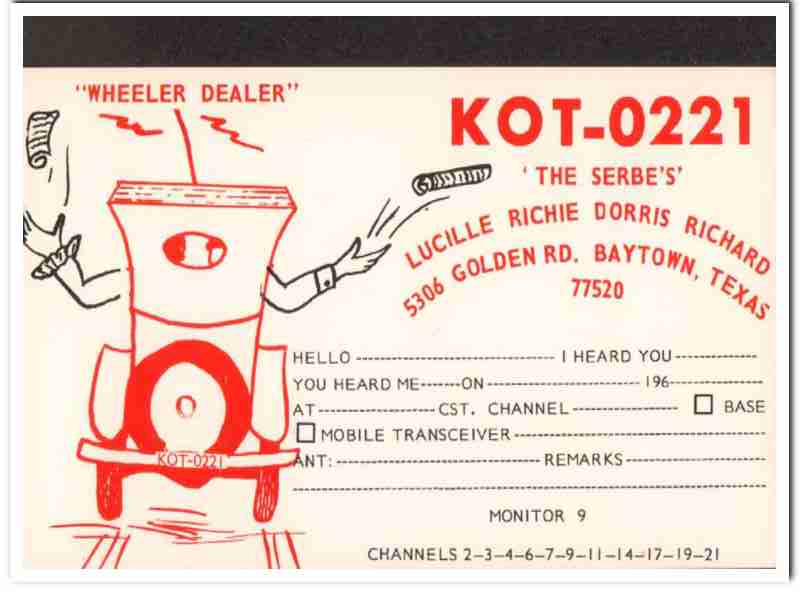 "WHEELER DEALER"
KOT-0221
'THE SERBE'S'
LUCILLE RICHIE DORRIS RICHARD
5306 GOLDEN RD. BAYTOWN, TEXAS
77520
HELLO -------------------- I HEARD YOU------------
YOU HEARD ME------ON ------------------ 196-------------
AT------------------ CST. CHANNEL------------------ BASE
MOBILE TRANSCEIVER------------------------------
ANT: ------------------------- REMARKS------------------
KOT-0221
MONITOR 9
CHANNELS 2-3-4-6-7-9-11-14-17-19-21